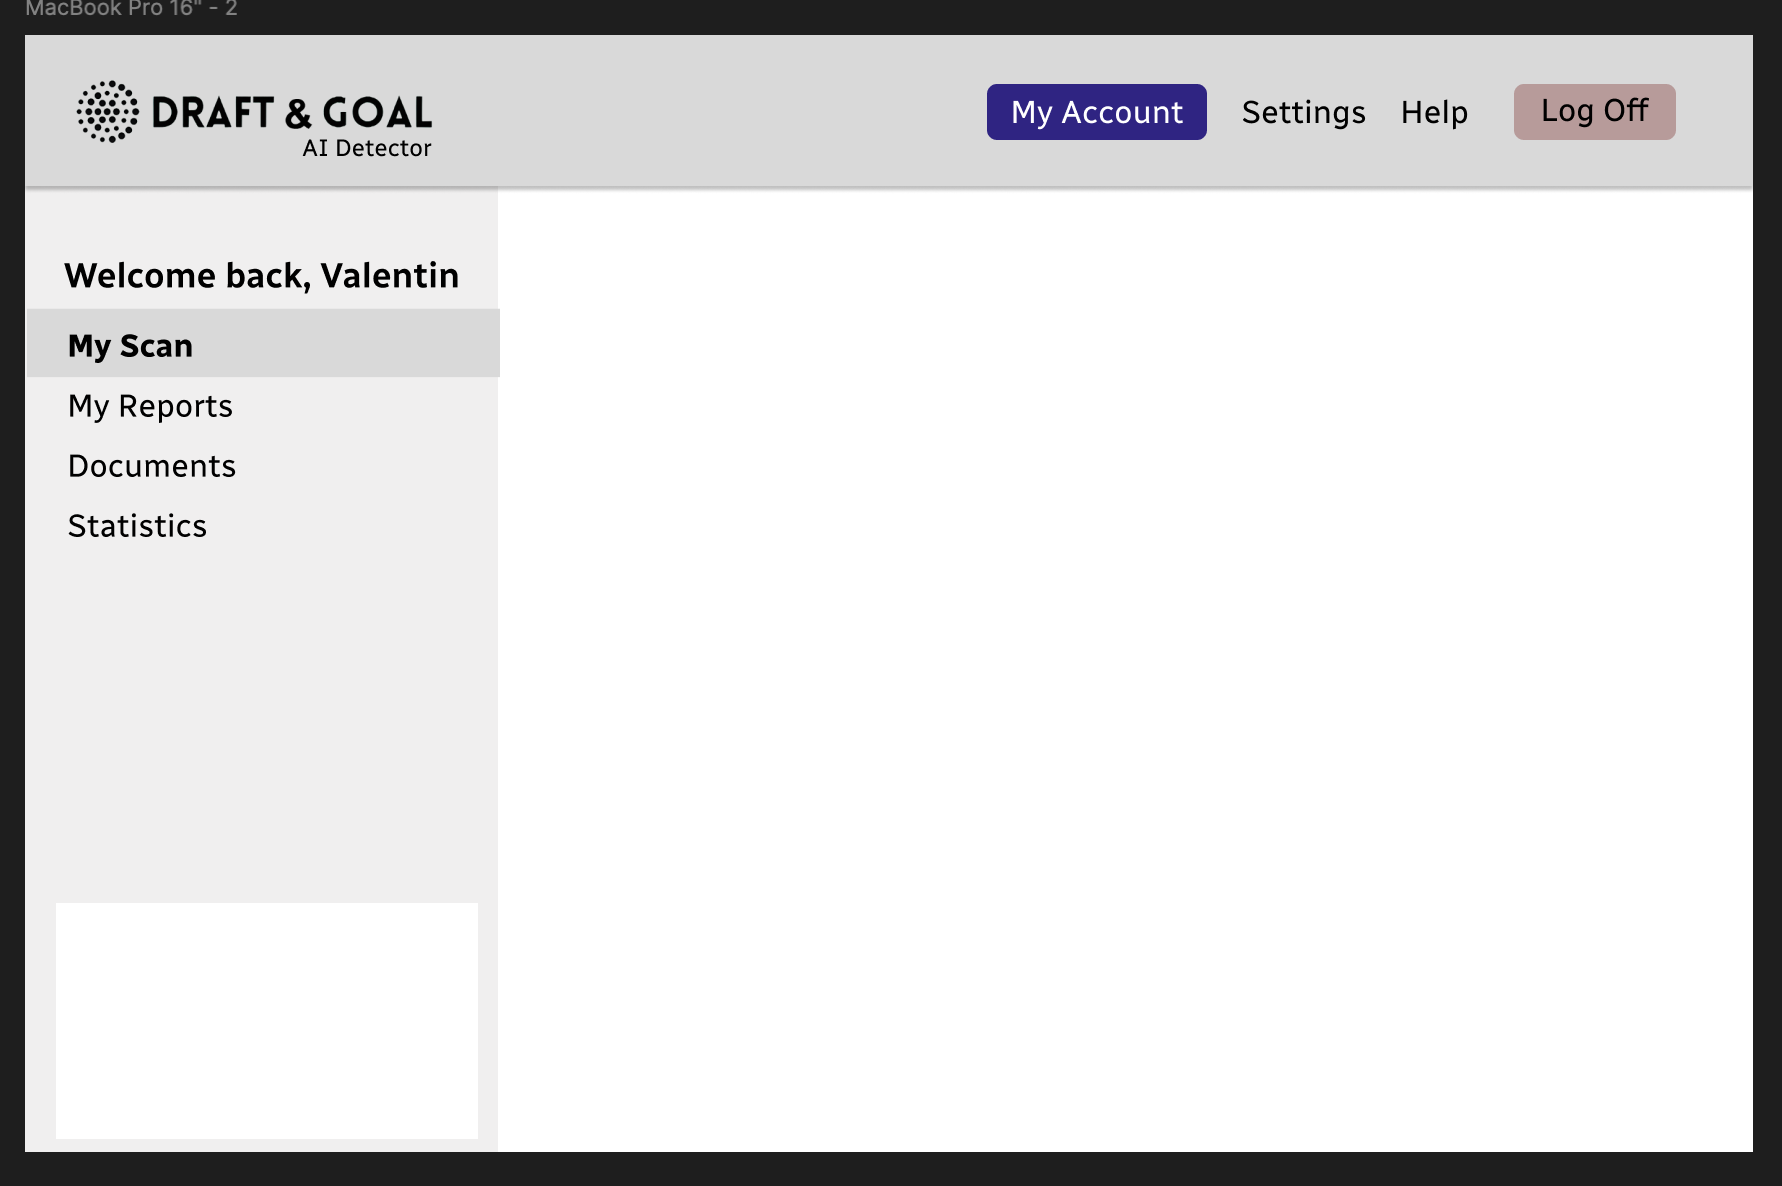 MacBook Pro 16" - 2
DRAFT & GOAL
AI Detector
My Account
Settings
Help
Log Off
Welcome back, Valentin
My Scan
My Reports
Documents
Statistics